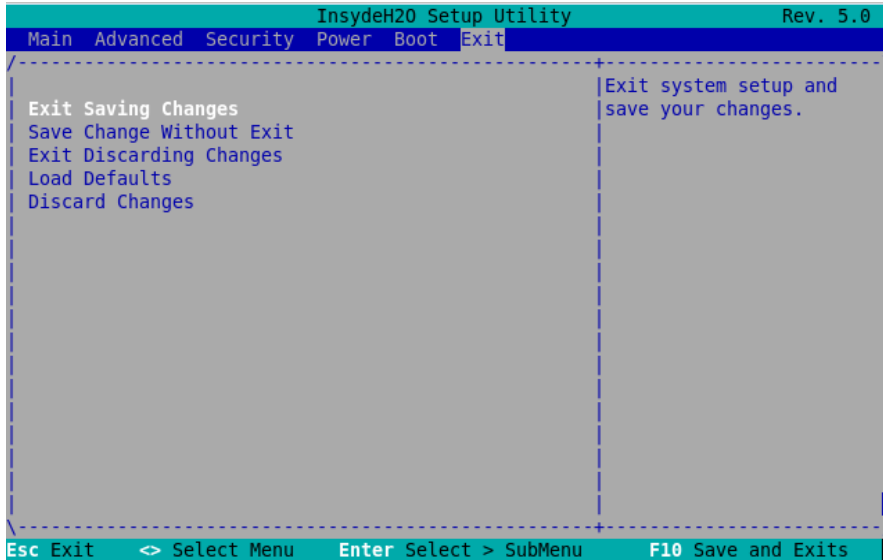 InsydeH2O Setup Utility Rev. 5.0
Main Advanced Security Power Boot Exit
Exit system setup and
Exit Saving Changes save your changes.
Save Change Without Exit
Exit Discarding Changes
Load Defaults
Discard Changes
Esc Exit <> Select Menu Enter Select > SubMenu F10 Save and Exits